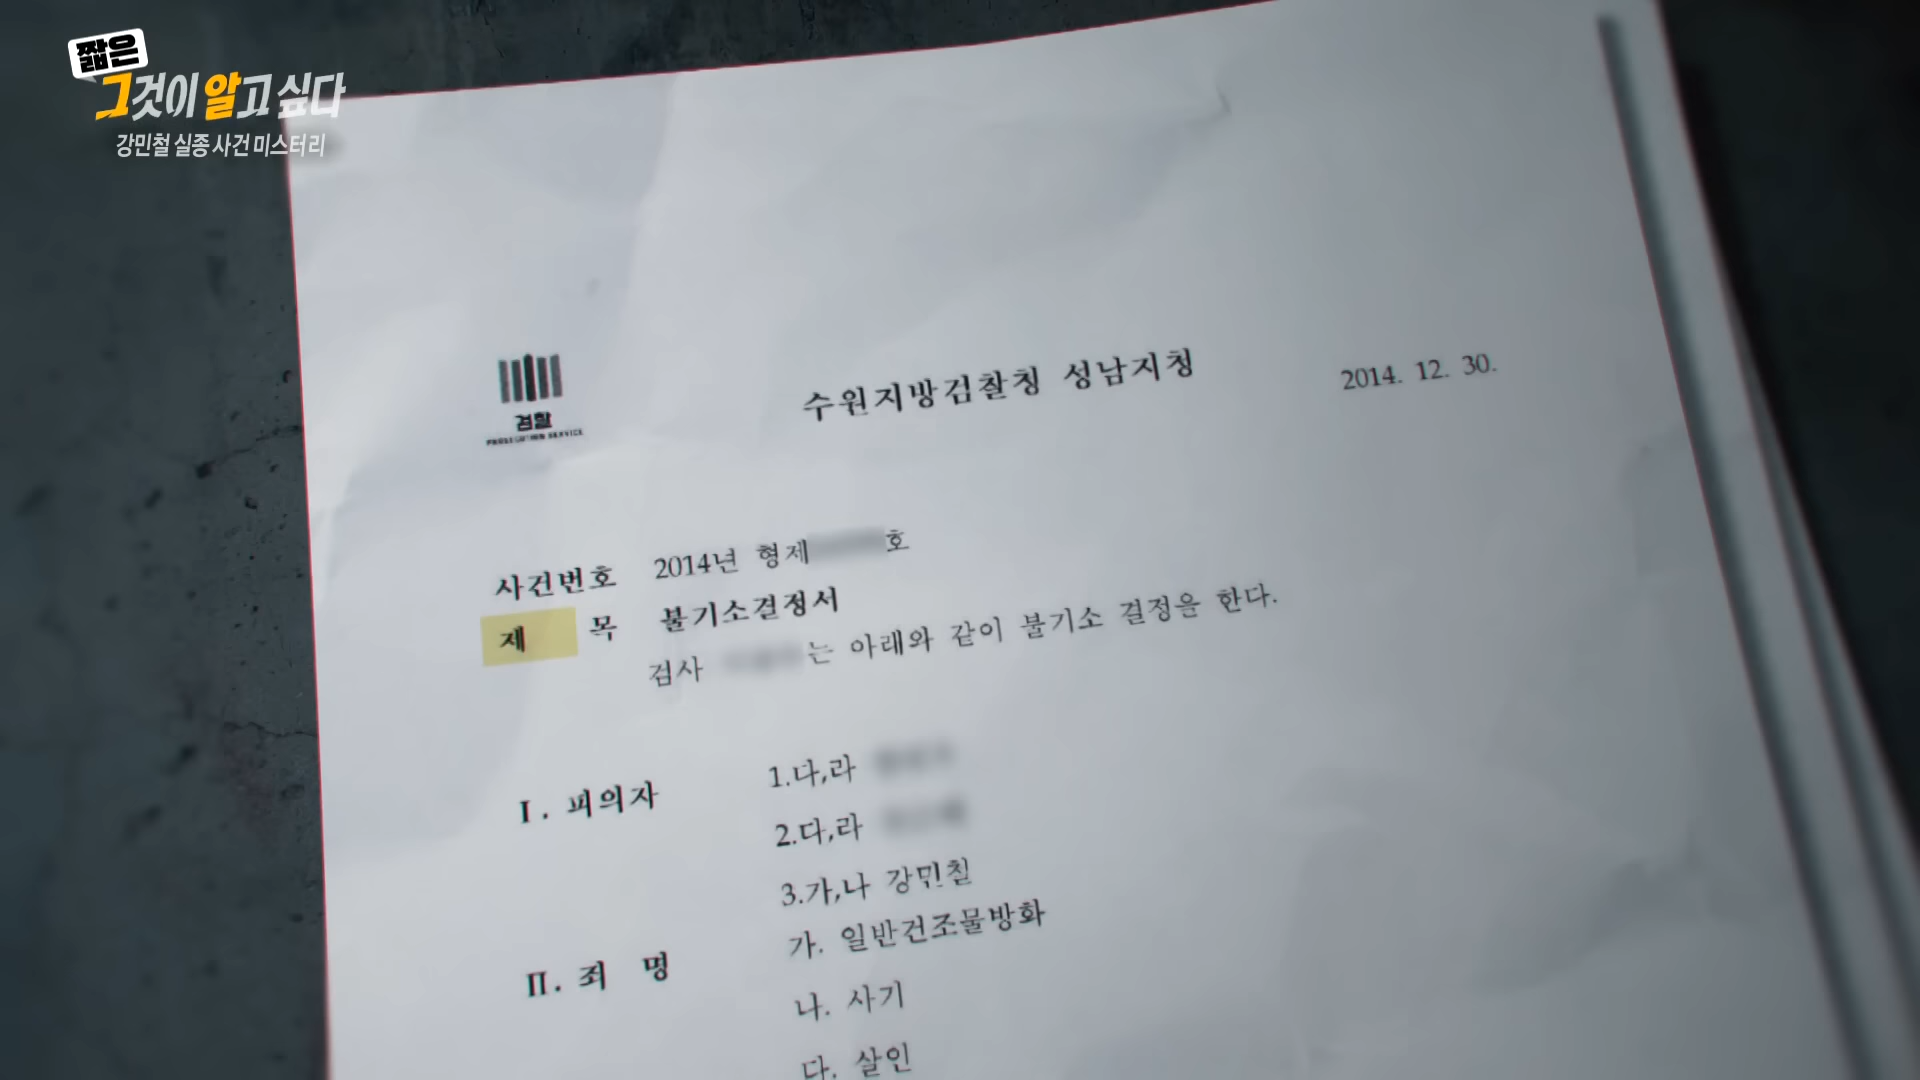 짧은
그것이 알고 싶다
강민철 실종 사건 미스터리
검찰
PROSECUTION SERVICE
수원지방검찰청 성남지청
2014. 12. 30.
사건번호 2014년 형제 호
제 목 불기소결정서
검사 는 아래와 같이 불기소 결정을 한다.
I. 피의자 1.다,라
2.다,라
3.가,나 강민철
II. 죄 명 가. 일반건조물방화
나. 사기
다. 살인